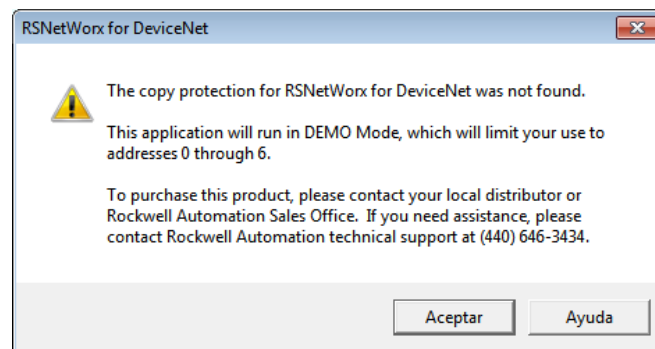 RSNetWorx for DeviceNet
The copy protection for RSNetWorx for DeviceNet was not found.
This application will run in DEMO Mode, which will limit your use to
addresses 0 through 6.
To purchase this product, please contact your local distributor or
Rockwell Automation Sales Office.  If you need assistance, please
contact Rockwell Automation technical support at (440) 646-3434.
Aceptar
Ayuda